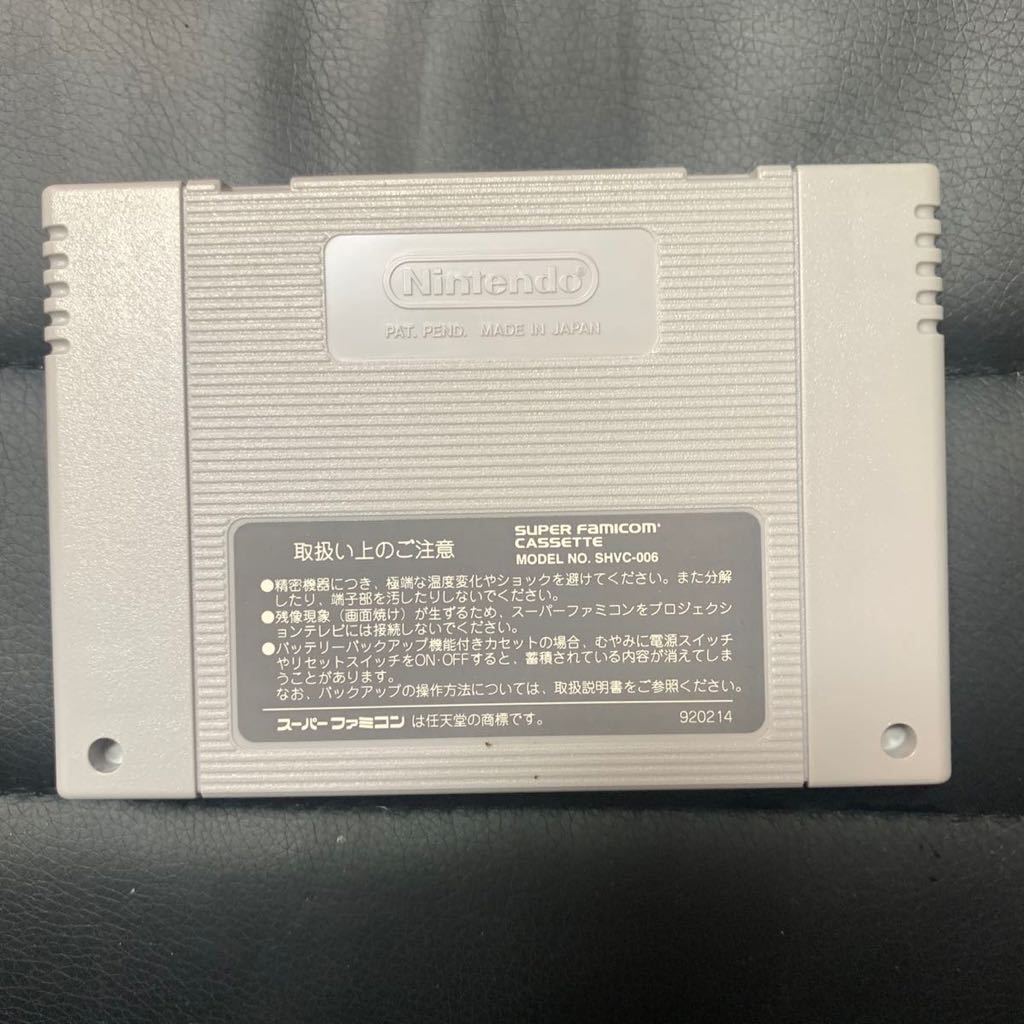 Nintendo®
PAT. PEND. MADE IN JAPAN
取扱い上のご注意
SUPER FAMICOM®
CASSETTE
MODEL NO. SHVC-006
●精密機器につき、極端な温度変化やショックを避けてください。また分解
したり、端子部を汚したりしないでください。
●残像現象（画面焼け）が生ずるため、スーパーファミコンをプロジェクシ
ョンテレビには接続しないでください。
●バッテリーバックアップ機能付きカセットの場合、むやみに電源スイッチ
やリセットスイッチをON・OFFすると、蓄積されている内容が消えてしま
うことがあります。
なお、バックアップの操作方法については、取扱説明書をご参照ください。
スーパーファミコンは任天堂の商標です。
920214